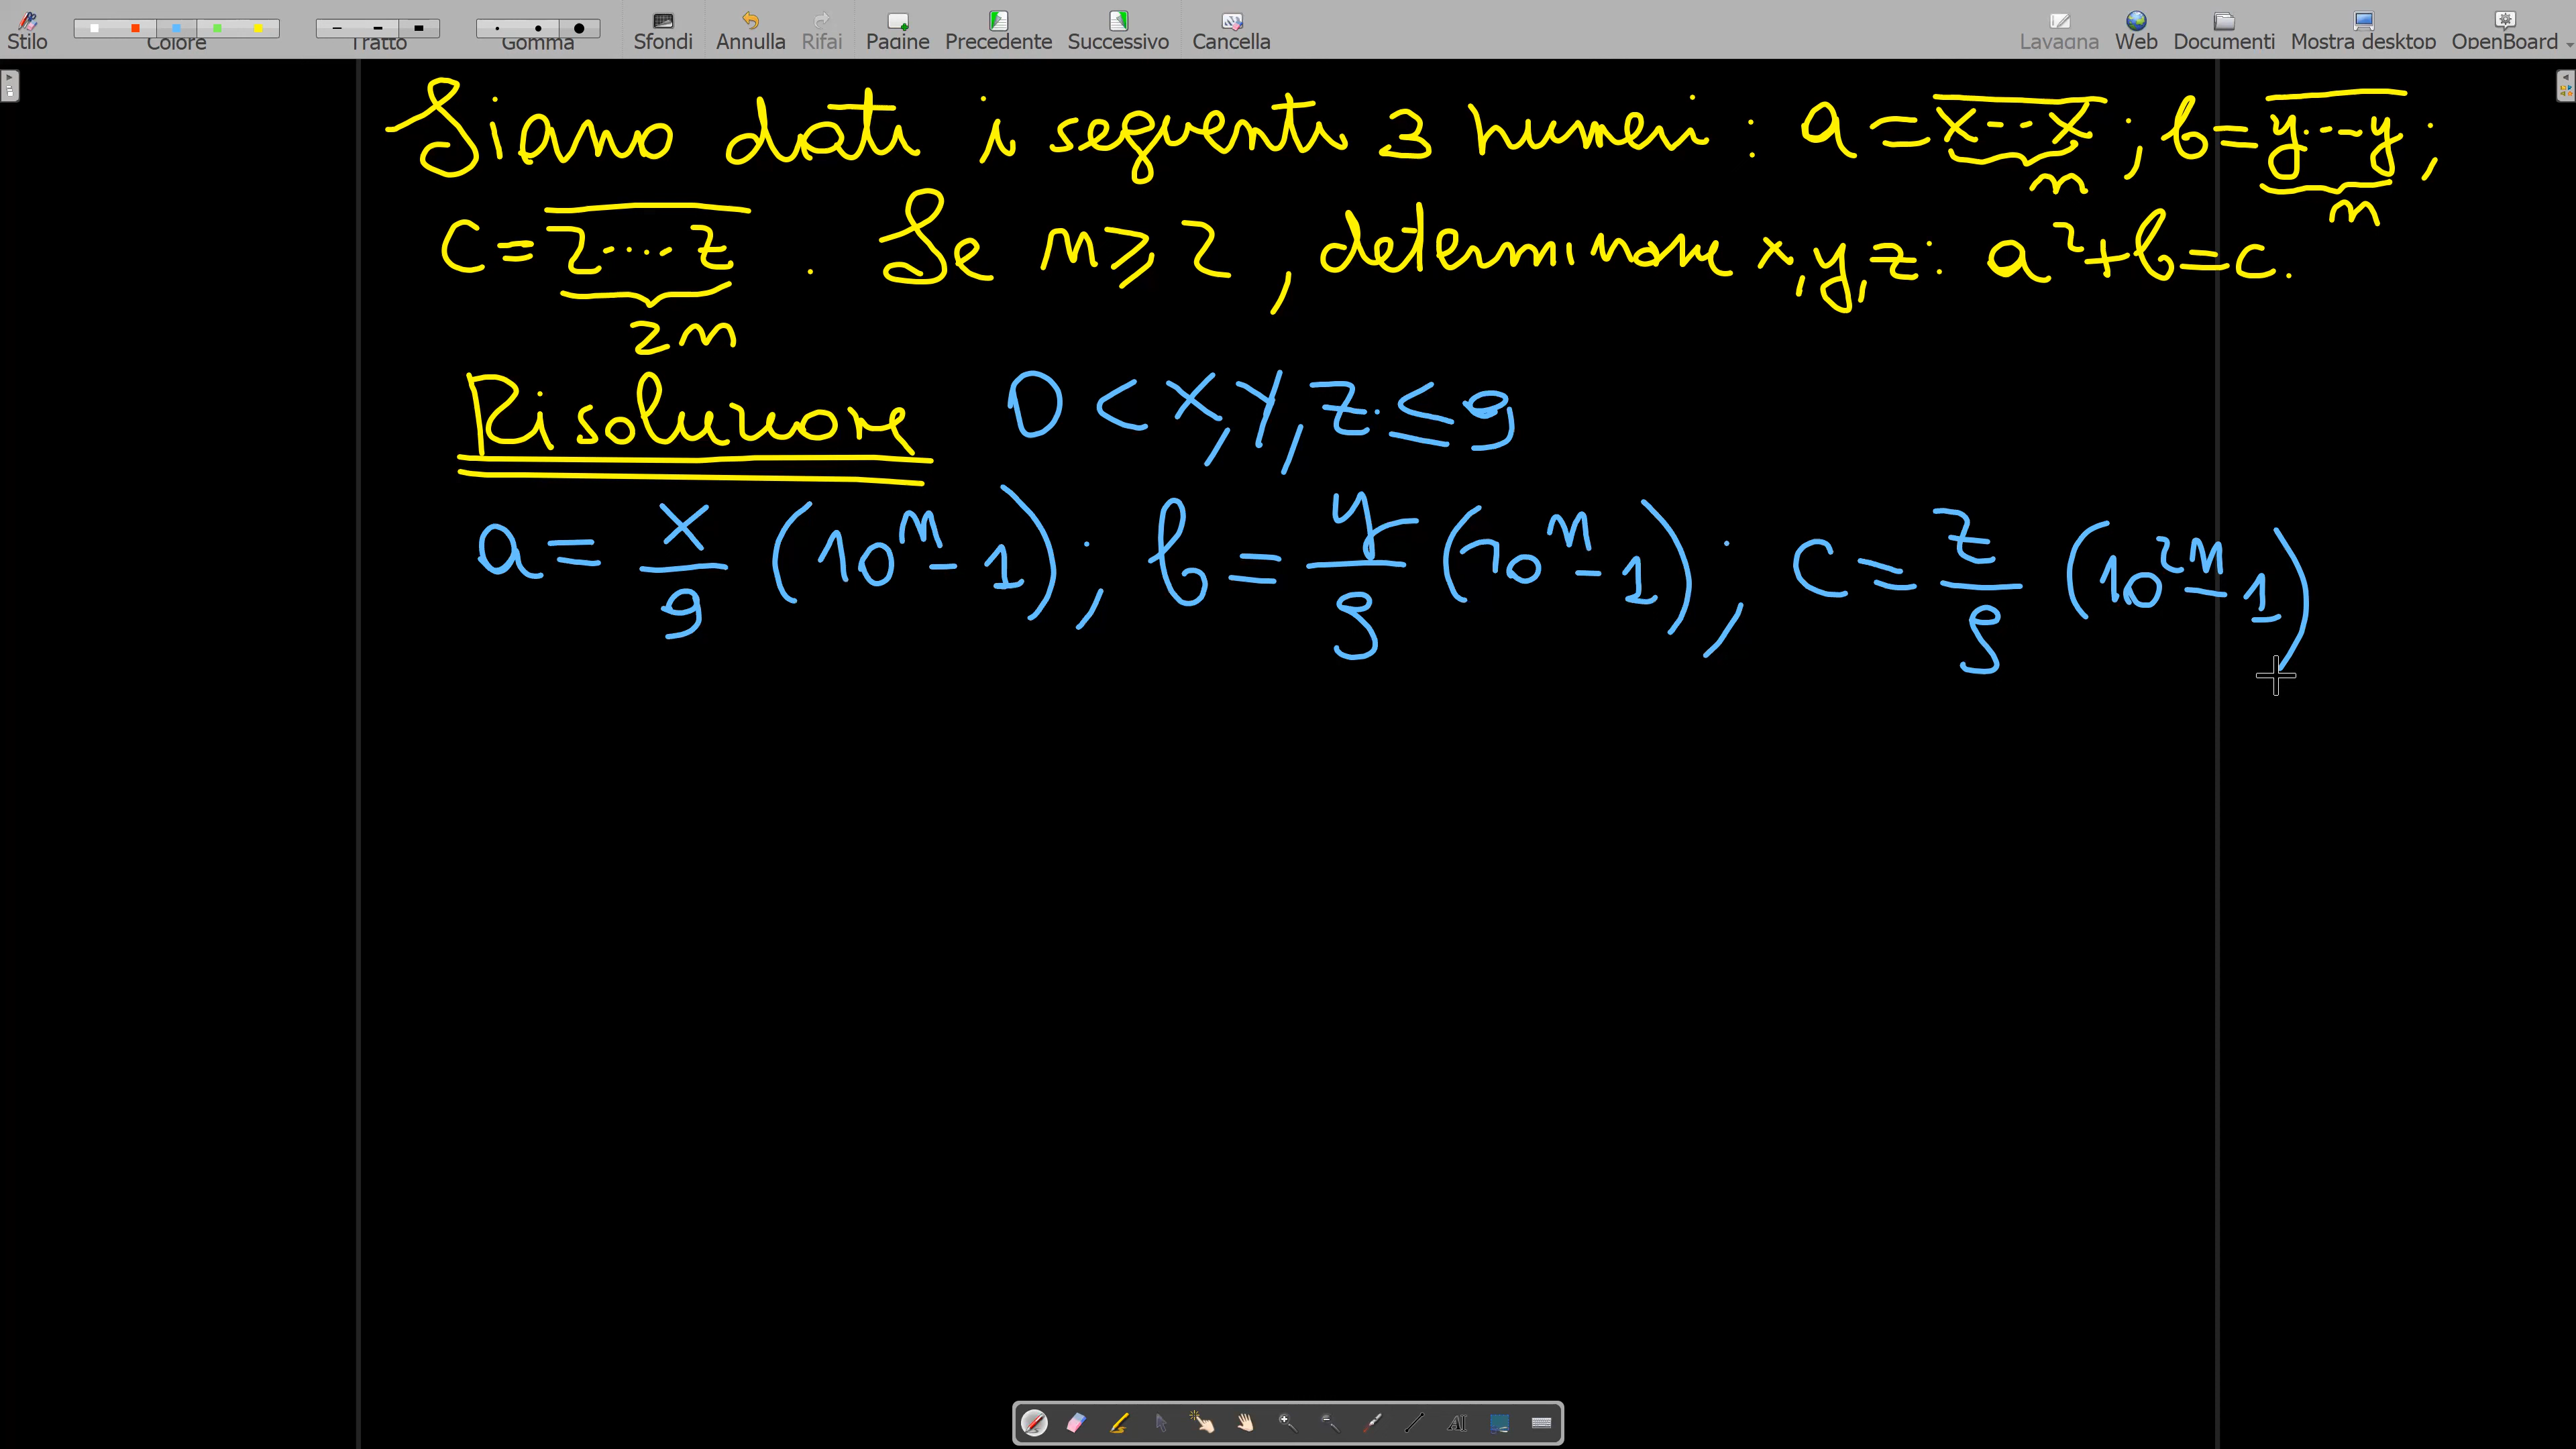 Stilo Colore Tratto Gomma Sfondi Annulla Rifai Pagine Precedente Successivo Cancella Lavagna Web Documenti Mostra desktop OpenBoard
Siano dati i seguenti 3 numeri : a = x...x ; b = y...y ;
n n
c = z....z . Se n ≥ 2 , determinare x, y, z : a² + b = c.
2n
Risoluzione 0 < x, y, z ≤ 9
a = x/9 (10ⁿ - 1) ; b = y/9 (10ⁿ - 1) ; c = z/9 (10²ⁿ - 1)
AI